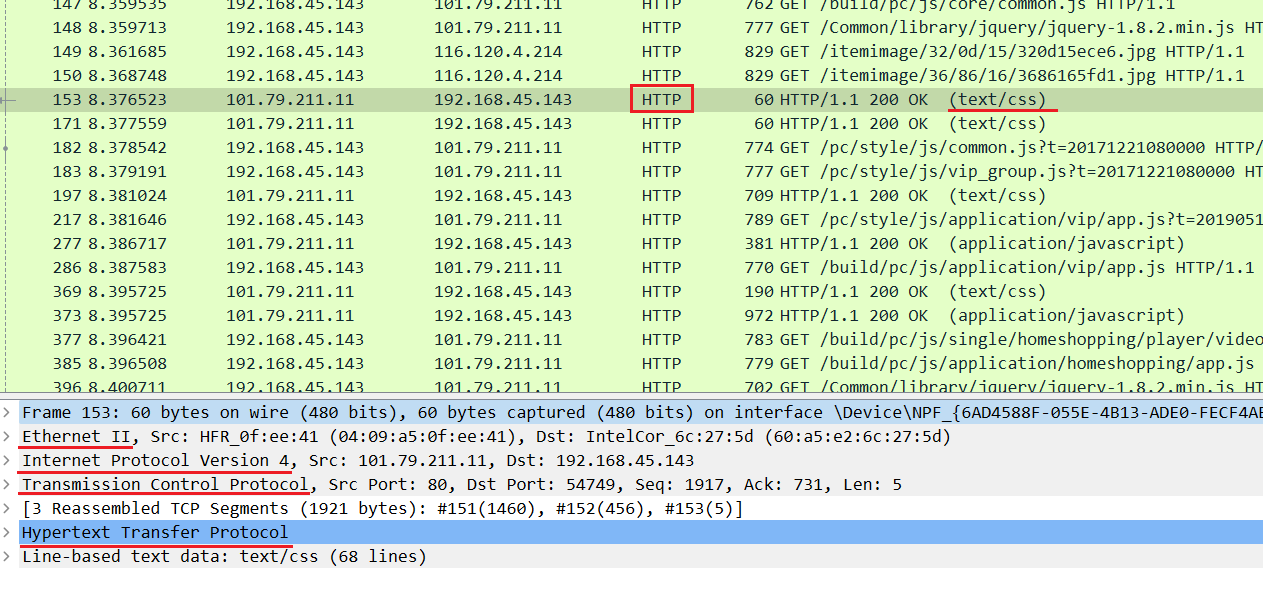 147 8.359535 192.168.45.143 101.79.211.11 HTTP 762 GET /build/pc/js/core/common.js HTTP/1.1
148 8.359713 192.168.45.143 101.79.211.11 HTTP 777 GET /Common/library/jquery/jquery-1.8.2.min.js HT
149 8.361685 192.168.45.143 116.120.4.214 HTTP 829 GET /itemimage/32/0d/15/320d15ece6.jpg HTTP/1.1
150 8.368748 192.168.45.143 116.120.4.214 HTTP 829 GET /itemimage/36/86/16/3686165fd1.jpg HTTP/1.1
153 8.376523 101.79.211.11 192.168.45.143 HTTP 60 HTTP/1.1 200 OK (text/css)
171 8.377559 101.79.211.11 192.168.45.143 HTTP 60 HTTP/1.1 200 OK (text/css)
182 8.378542 192.168.45.143 101.79.211.11 HTTP 774 GET /pc/style/js/common.js?t=20171221080000 HTTP/
183 8.379191 192.168.45.143 101.79.211.11 HTTP 777 GET /pc/style/js/vip_group.js?t=20171221080000 HT
197 8.381024 101.79.211.11 192.168.45.143 HTTP 709 HTTP/1.1 200 OK (text/css)
217 8.381646 192.168.45.143 101.79.211.11 HTTP 789 GET /pc/style/js/application/vip/app.js?t=2019051
277 8.386717 101.79.211.11 192.168.45.143 HTTP 381 HTTP/1.1 200 OK (application/javascript)
286 8.387583 192.168.45.143 101.79.211.11 HTTP 770 GET /build/pc/js/application/vip/app.js HTTP/1.1
369 8.395725 101.79.211.11 192.168.45.143 HTTP 190 HTTP/1.1 200 OK (text/css)
373 8.395725 101.79.211.11 192.168.45.143 HTTP 972 HTTP/1.1 200 OK (application/javascript)
377 8.396421 192.168.45.143 101.79.211.11 HTTP 783 GET /build/pc/js/single/homeshopping/player/video
385 8.396508 192.168.45.143 101.79.211.11 HTTP 779 GET /build/pc/js/application/homeshopping/app.js
396 8.400711 192.168.45.143 101.79.211.11 HTTP 702 GET /Common/library/jquery/jquery-1.8.2.min.js HT
Frame 153: 60 bytes on wire (480 bits), 60 bytes captured (480 bits) on interface \Device\NPF_{6AD4588F-055E-4B13-ADE0-FECF4AE
Ethernet II, Src: HFR_0f:ee:41 (04:09:a5:0f:ee:41), Dst: IntelCor_6c:27:5d (60:a5:e2:6c:27:5d)
Internet Protocol Version 4, Src: 101.79.211.11, Dst: 192.168.45.143
Transmission Control Protocol, Src Port: 80, Dst Port: 54749, Seq: 1917, Ack: 731, Len: 5
[3 Reassembled TCP Segments (1921 bytes): #151(1460), #152(456), #153(5)]
Hypertext Transfer Protocol
Line-based text data: text/css (68 lines)